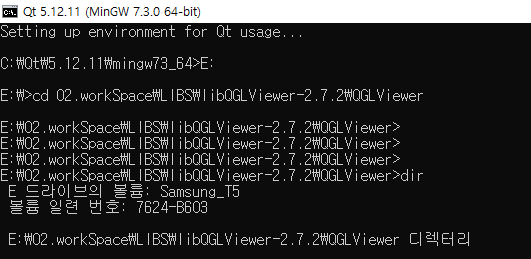 Qt 5.12.11 (MinGW 7.3.0 64-bit)
Setting up environment for Qt usage...
C:₩Qt₩5.12.11₩mingw73_64>E:
E:₩>cd 02.workSpace₩LIBS₩libQGLViewer-2.7.2₩QGLViewer
E:₩02.workSpace₩LIBS₩libQGLViewer-2.7.2₩QGLViewer>
E:₩02.workSpace₩LIBS₩libQGLViewer-2.7.2₩QGLViewer>
E:₩02.workSpace₩LIBS₩libQGLViewer-2.7.2₩QGLViewer>
E:₩02.workSpace₩LIBS₩libQGLViewer-2.7.2₩QGLViewer>dir
E 드라이브의 볼륨: Samsung_T5
볼륨 일련 번호: 7624-B603
E:₩02.workSpace₩LIBS₩libQGLViewer-2.7.2₩QGLViewer 디렉터리